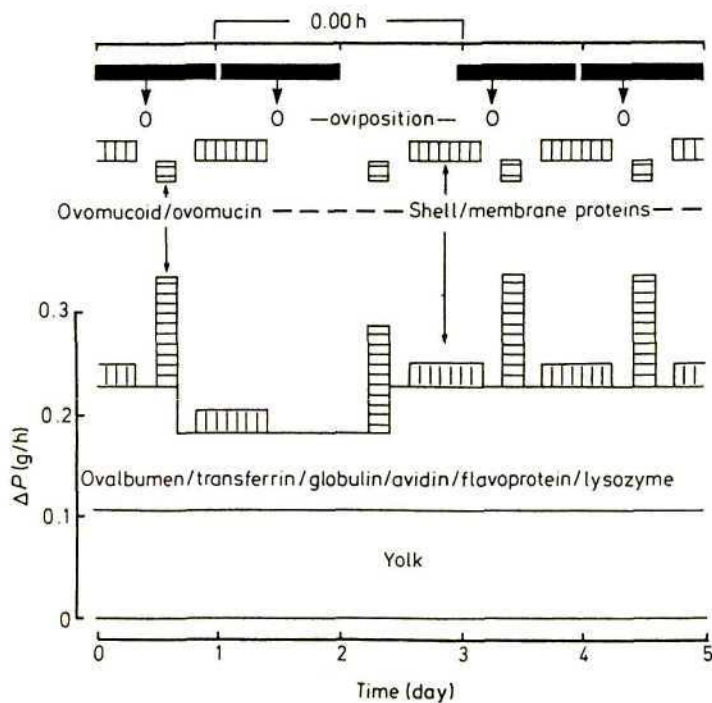 0.00 h
O O —oviposition— O O
Ovomucoid/ovomucin — — — — — Shell/membrane proteins — —
0.3
0.2
0.1
0
ΔP (g/h)
Ovalbumen/transferrin/globulin/avidin/flavoprotein/lysozyme
Yolk
0 1 2 3 4 5
Time (day)